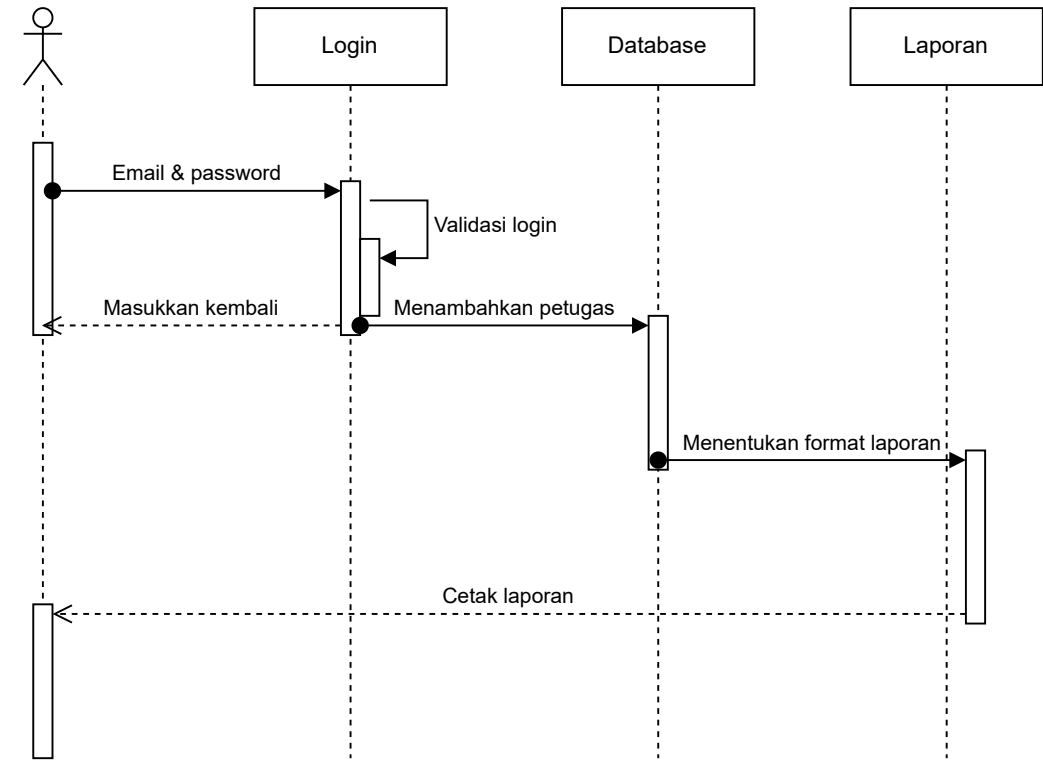 Login
Database
Laporan
Email & password
Validasi login
Masukkan kembali
Menambahkan petugas
Menentukan format laporan
Cetak laporan